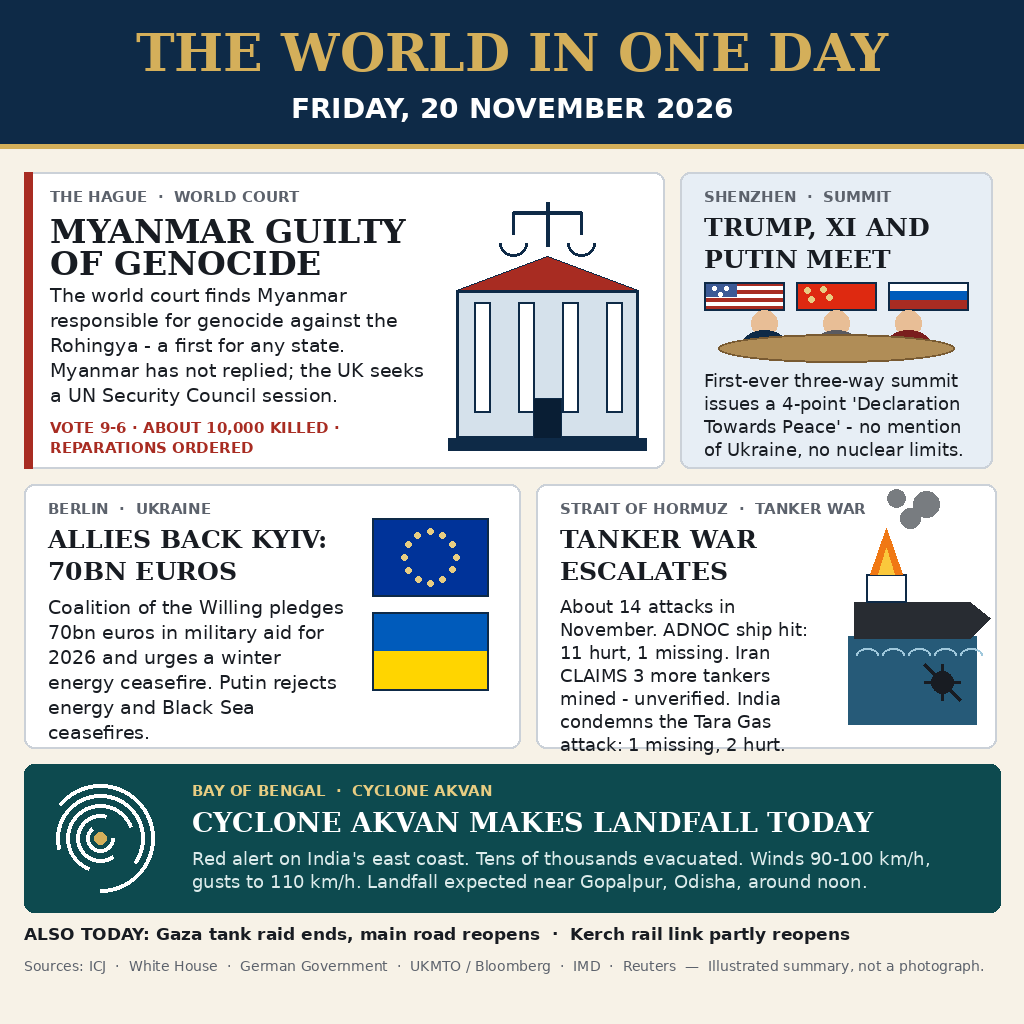 THE WORLD IN ONE DAY
FRIDAY, 20 NOVEMBER 2026
THE HAGUE · WORLD COURT
MYANMAR GUILTY
OF GENOCIDE
The world court finds Myanmar
responsible for genocide against the
Rohingya - a first for any state.
Myanmar has not replied; the UK seeks
a UN Security Council session.
VOTE 9-6 · ABOUT 10,000 KILLED ·
REPARATIONS ORDERED
SHENZHEN · SUMMIT
TRUMP, XI AND
PUTIN MEET
First-ever three-way summit
issues a 4-point 'Declaration
Towards Peace' - no mention
of Ukraine, no nuclear limits.
BERLIN · UKRAINE
ALLIES BACK KYIV:
70BN EUROS
Coalition of the Willing pledges
70bn euros in military aid for
2026 and urges a winter
energy ceasefire. Putin rejects
energy and Black Sea
ceasefires.
STRAIT OF HORMUZ · TANKER WAR
TANKER WAR
ESCALATES
About 14 attacks in
November. ADNOC ship hit:
11 hurt, 1 missing. Iran
CLAIMS 3 more tankers
mined - unverified. India
condemns the Tara Gas
attack: 1 missing, 2 hurt.
BAY OF BENGAL · CYCLONE AKVAN
CYCLONE AKVAN MAKES LANDFALL TODAY
Red alert on India's east coast. Tens of thousands evacuated. Winds 90-100 km/h,
gusts to 110 km/h. Landfall expected near Gopalpur, Odisha, around noon.
ALSO TODAY: Gaza tank raid ends, main road reopens · Kerch rail link partly reopens
Sources: ICJ · White House · German Government · UKMTO / Bloomberg · IMD · Reuters — Illustrated summary, not a photograph.